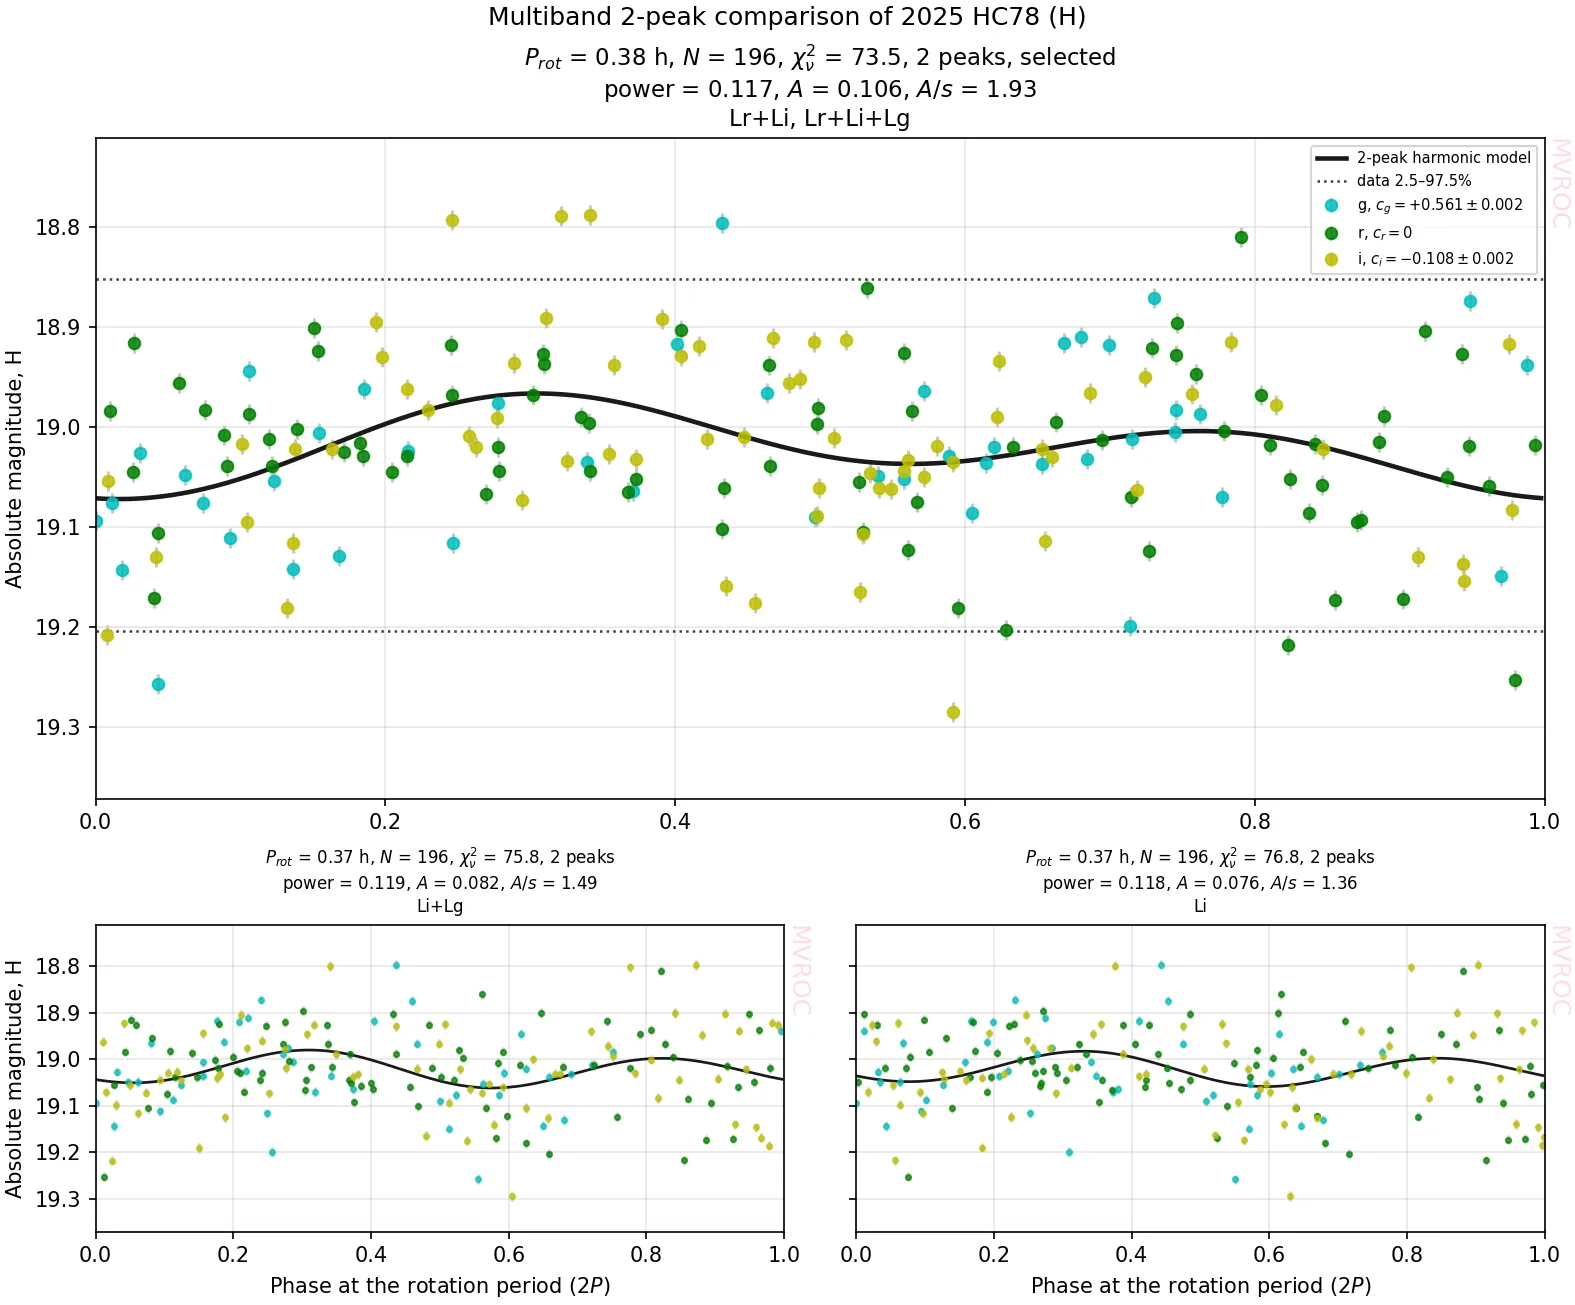 Multiband 2-peak comparison of 2025 HC78 (H)
P_rot = 0.38 h, N = 196, χ²_ν = 73.5, 2 peaks, selected
power = 0.117, A = 0.106, A/s = 1.93
Lr+Li, Lr+Li+Lg
2-peak harmonic model
data 2.5–97.5%
g, c_g = +0.561 ± 0.002
r, c_r = 0
i, c_i = −0.108 ± 0.002
MVROC
Absolute magnitude, H
18.8
18.9
19.0
19.1
19.2
19.3
0.0 0.2 0.4 0.6 0.8 1.0
P_rot = 0.37 h, N = 196, χ²_ν = 75.8, 2 peaks
power = 0.119, A = 0.082, A/s = 1.49
Li+Lg
MVROC
Absolute magnitude, H
18.8
18.9
19.0
19.1
19.2
19.3
0.0 0.2 0.4 0.6 0.8 1.0
Phase at the rotation period (2P)
P_rot = 0.37 h, N = 196, χ²_ν = 76.8, 2 peaks
power = 0.118, A = 0.076, A/s = 1.36
Li
MVROC
0.0 0.2 0.4 0.6 0.8 1.0
Phase at the rotation period (2P)